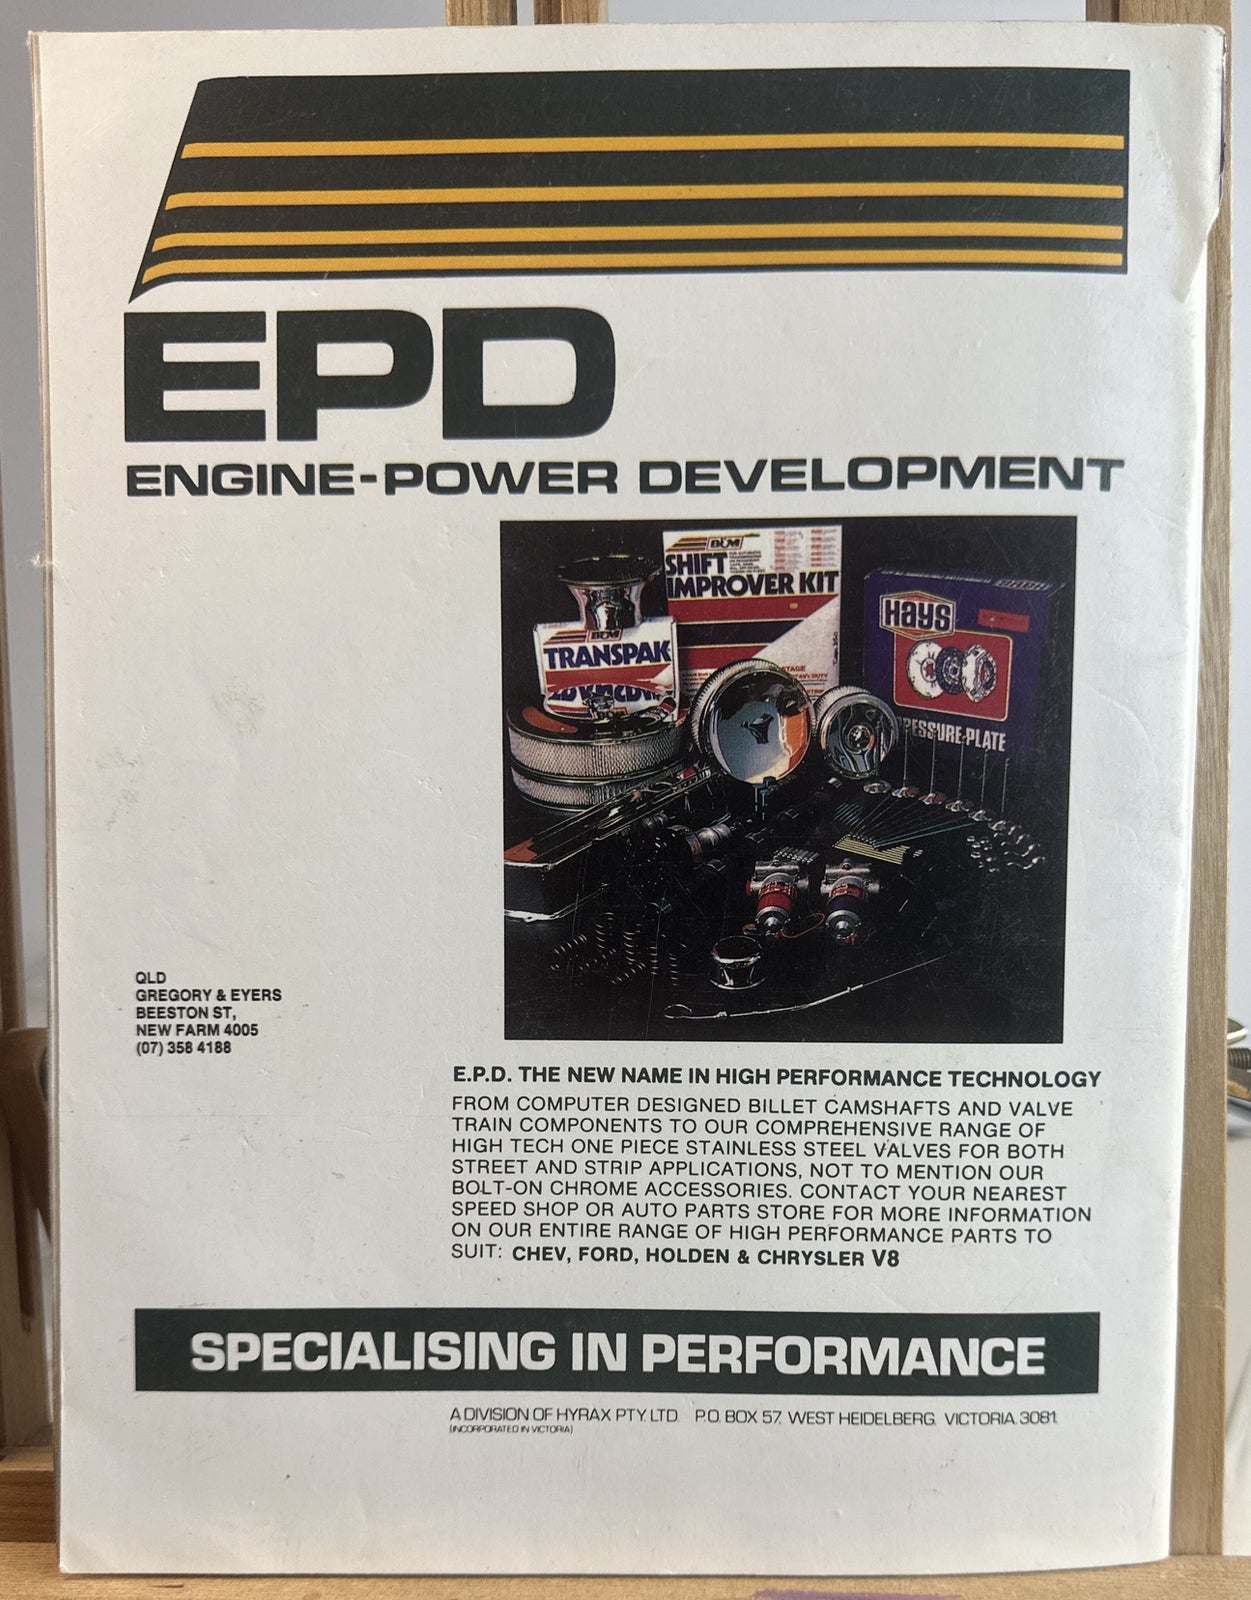 EPD
ENGINE-POWER DEVELOPMENT
B&M
SHIFT
IMPROVER KIT
B&M
TRANSPAK
Hays
PRESSURE-PLATE
STAGE
QLD
GREGORY & EYERS
BEESTON ST,
NEW FARM 4005
(07) 358 4188
E.P.D. THE NEW NAME IN HIGH PERFORMANCE TECHNOLOGY
FROM COMPUTER DESIGNED BILLET CAMSHAFTS AND VALVE
TRAIN COMPONENTS TO OUR COMPREHENSIVE RANGE OF
HIGH TECH ONE PIECE STAINLESS STEEL VALVES FOR BOTH
STREET AND STRIP APPLICATIONS, NOT TO MENTION OUR
BOLT-ON CHROME ACCESSORIES. CONTACT YOUR NEAREST
SPEED SHOP OR AUTO PARTS STORE FOR MORE INFORMATION
ON OUR ENTIRE RANGE OF HIGH PERFORMANCE PARTS TO
SUIT: CHEV, FORD, HOLDEN & CHRYSLER V8
SPECIALISING IN PERFORMANCE
A DIVISION OF HYRAX PTY. LTD. P.O. BOX 57, WEST HEIDELBERG. VICTORIA. 3081.
(INCORPORATED IN VICTORIA)